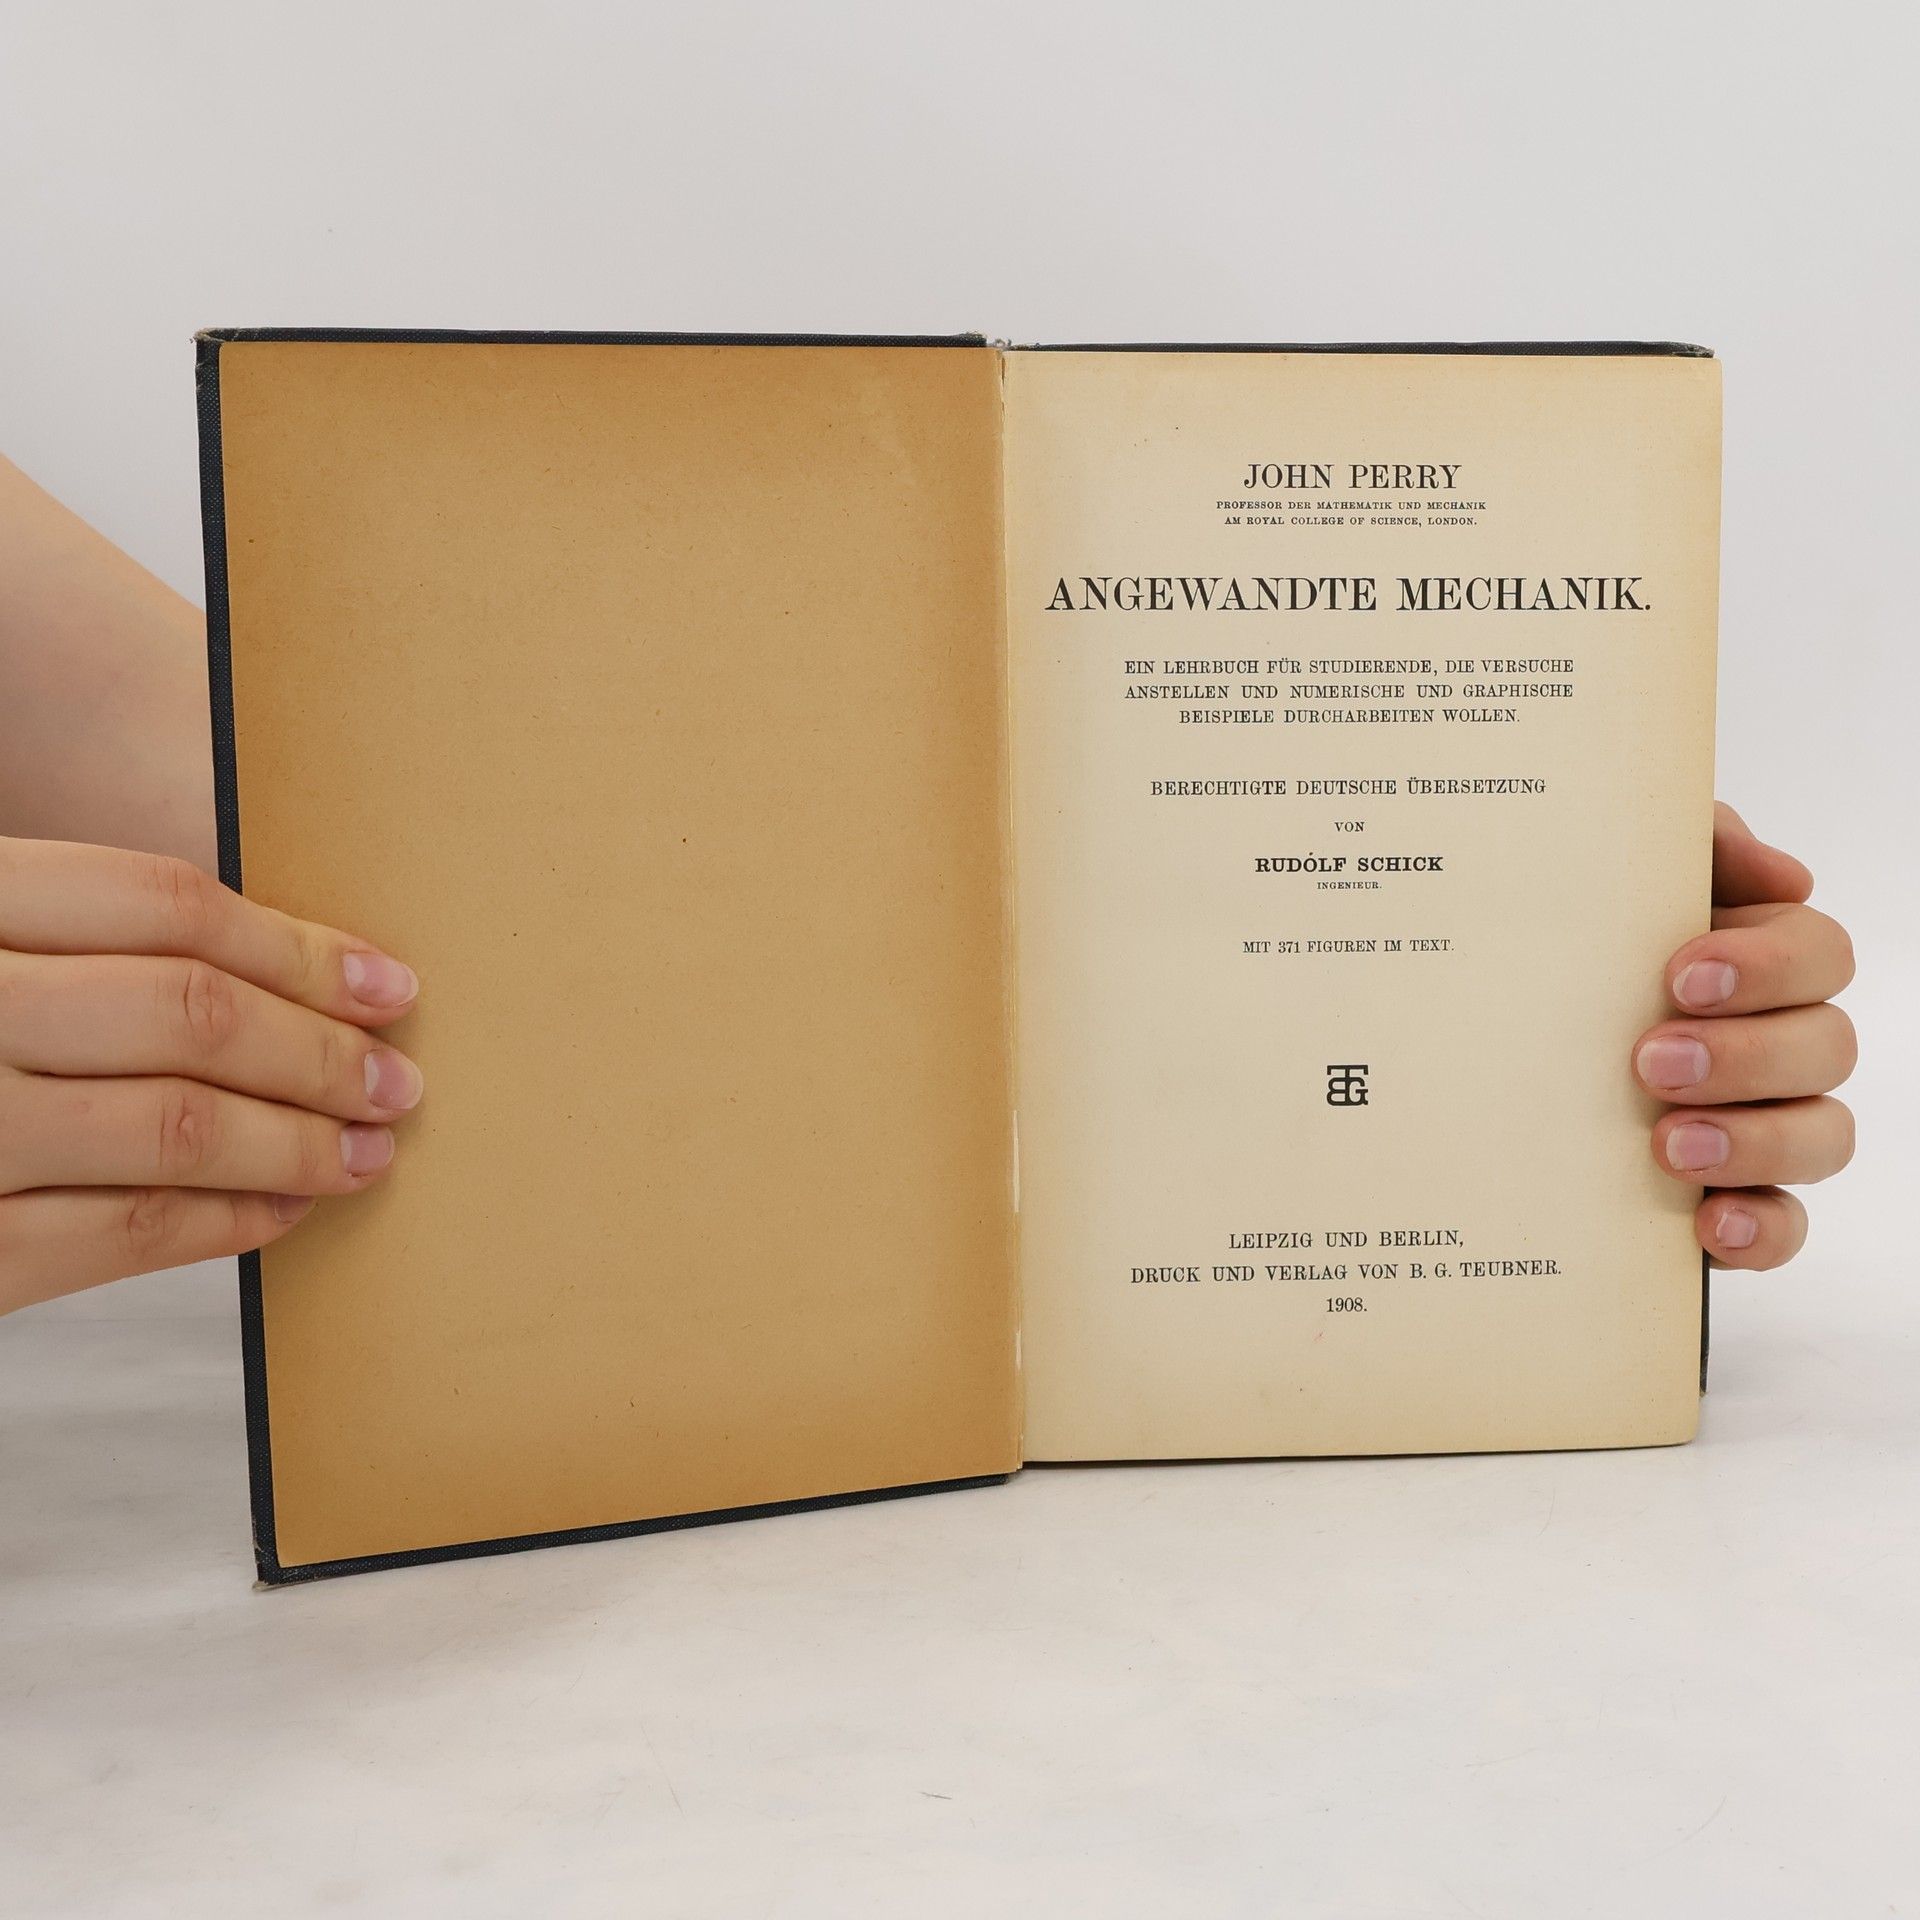 JOHN PERRY
PROFESSOR DER MATHEMATIK UND MECHANIK
AM ROYAL COLLEGE OF SCIENCE, LONDON.
ANGEWANDTE MECHANIK.
EIN LEHRBUCH FÜR STUDIERENDE, DIE VERSUCHE
ANSTELLEN UND NUMERISCHE UND GRAPHISCHE
BEISPIELE DURCHARBEITEN WOLLEN.
BERECHTIGTE DEUTSCHE ÜBERSETZUNG
VON
RUDOLF SCHICK
INGENIEUR.
MIT 371 FIGUREN IM TEXT.
BTG
LEIPZIG UND BERLIN,
DRUCK UND VERLAG VON B. G. TEUBNER.
1908.